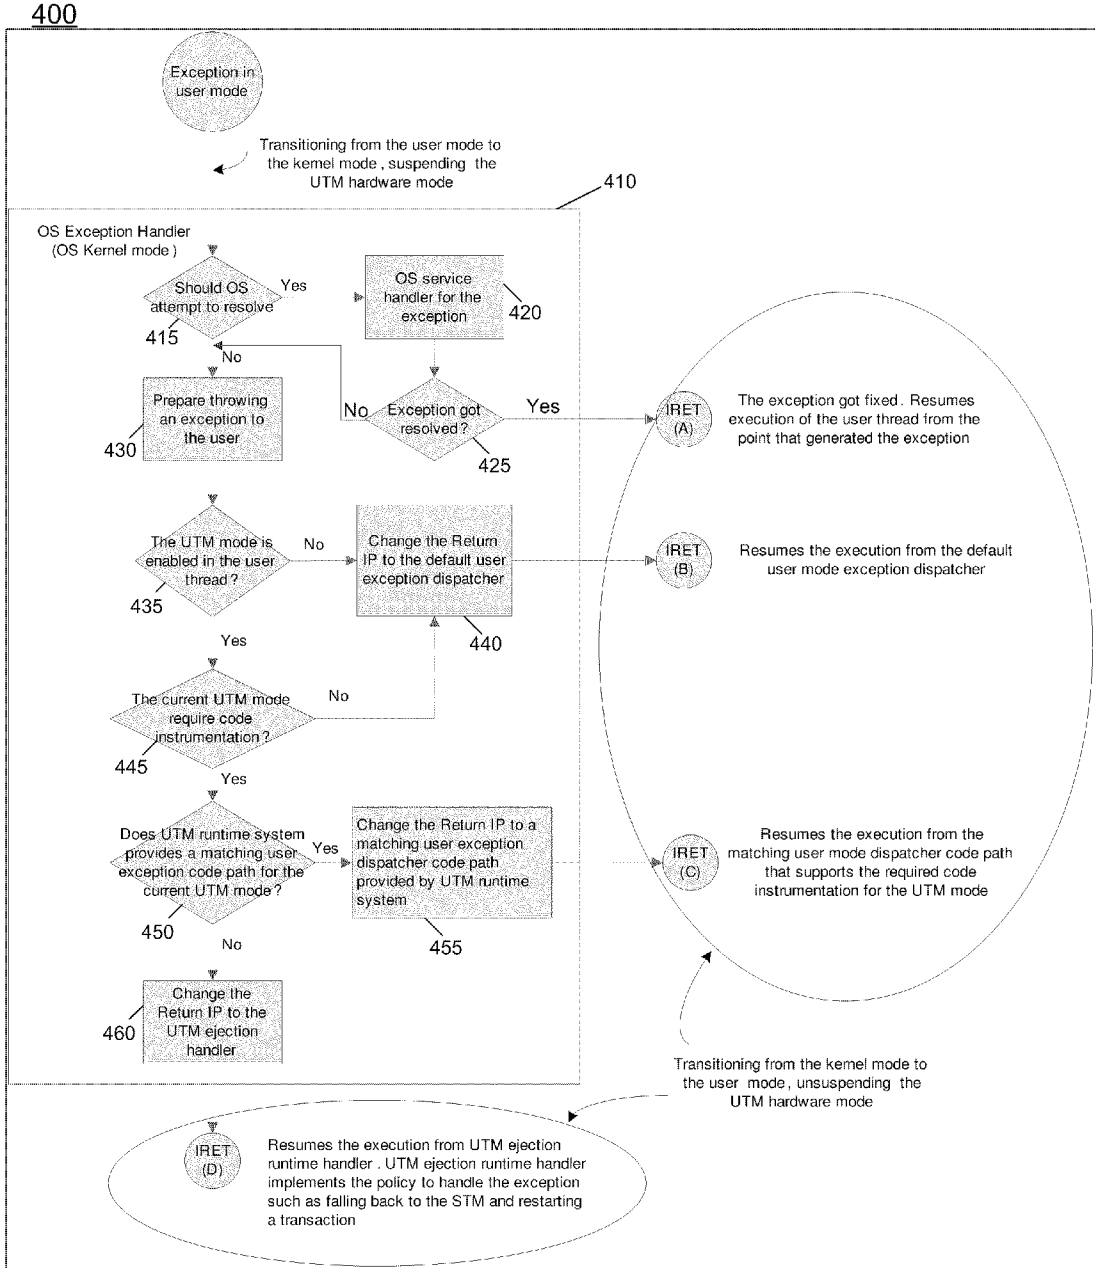 400
Exception in
user mode
Transitioning from the user mode to
the kernel mode , suspending the
UTM hardware mode
410
OS Exception Handler
(OS Kernel mode )
Should OS
attempt to resolve
Yes
415
No
OS service
handler for the
exception
420
Prepare throwing
an exception to
the user
430
No
Exception got
resolved ?
Yes
425
IRET
(A)
The exception got fixed . Resumes
execution of the user thread from the
point that generated the exception
The UTM mode is
enabled in the user
thread ?
No
435
Change the Return
IP to the default user
exception dispatcher
440
IRET
(B)
Resumes the execution from the default
user mode exception dispatcher
Yes
The current UTM mode
require code
instrumentation ?
No
445
Yes
Does UTM runtime system
provides a matching user
exception code path for the
current UTM mode ?
Yes
450
Change the Return IP to a
matching user exception
dispatcher code path
provided by UTM runtime
system
455
IRET
(C)
Resumes the execution from the
matching user mode dispatcher code path
that supports the required code
instrumentation for the UTM mode
No
Change the
Return IP to the
UTM ejection
handler
460
Transitioning from the kernel mode to
the user mode , unsuspending the
UTM hardware mode
IRET
(D)
Resumes the execution from UTM ejection
runtime handler . UTM ejection runtime handler
implements the policy to handle the exception
such as falling back to the STM and restarting
a transaction